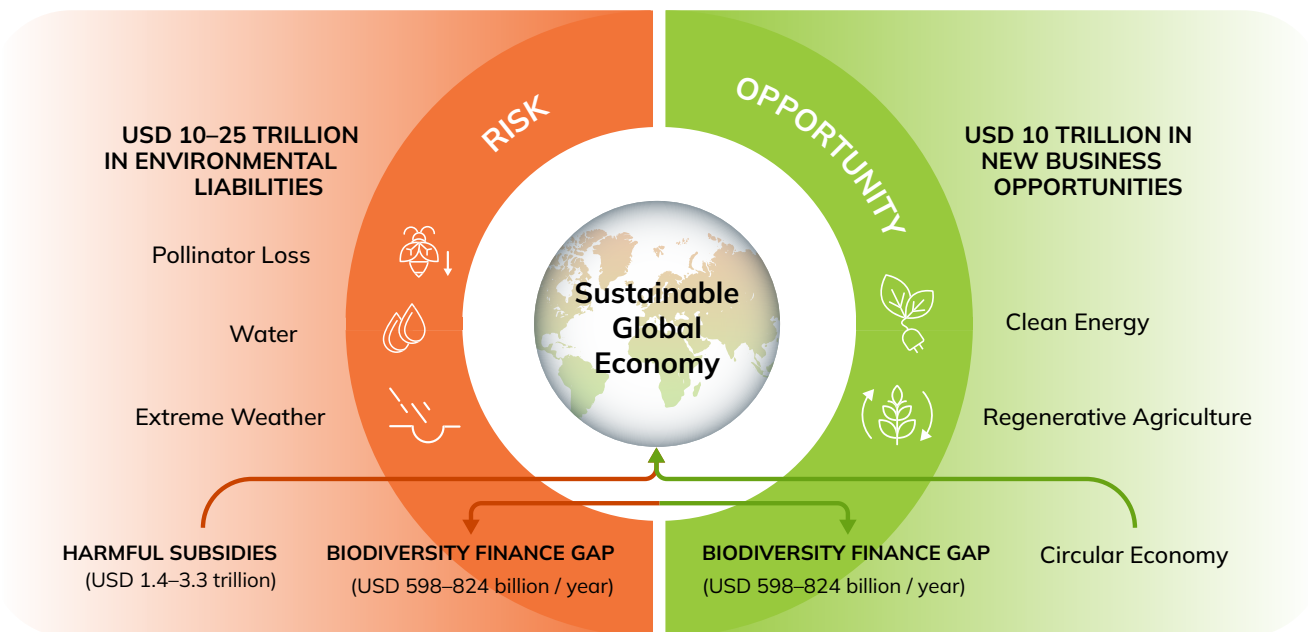 RISK
OPPORTUNITY
USD 10–25 TRILLION
IN ENVIRONMENTAL
LIABILITIES
Pollinator Loss
Water
Extreme Weather
Sustainable
Global
Economy
USD 10 TRILLION IN
NEW BUSINESS
OPPORTUNITIES
Clean Energy
Regenerative Agriculture
HARMFUL SUBSIDIES
(USD 1.4–3.3 trillion)
BIODIVERSITY FINANCE GAP
(USD 598–824 billion / year)
BIODIVERSITY FINANCE GAP
(USD 598–824 billion / year)
Circular Economy